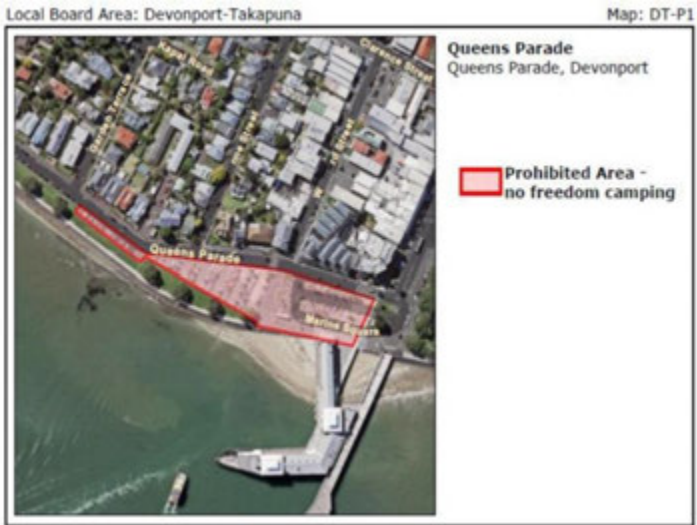 Local Board Area: Devonport-Takapuna
Map: DT-P1
Queens Parade
Queens Parade, Devonport
Prohibited Area -
no freedom camping
Clarence Street
Queens Parade
Marine Square